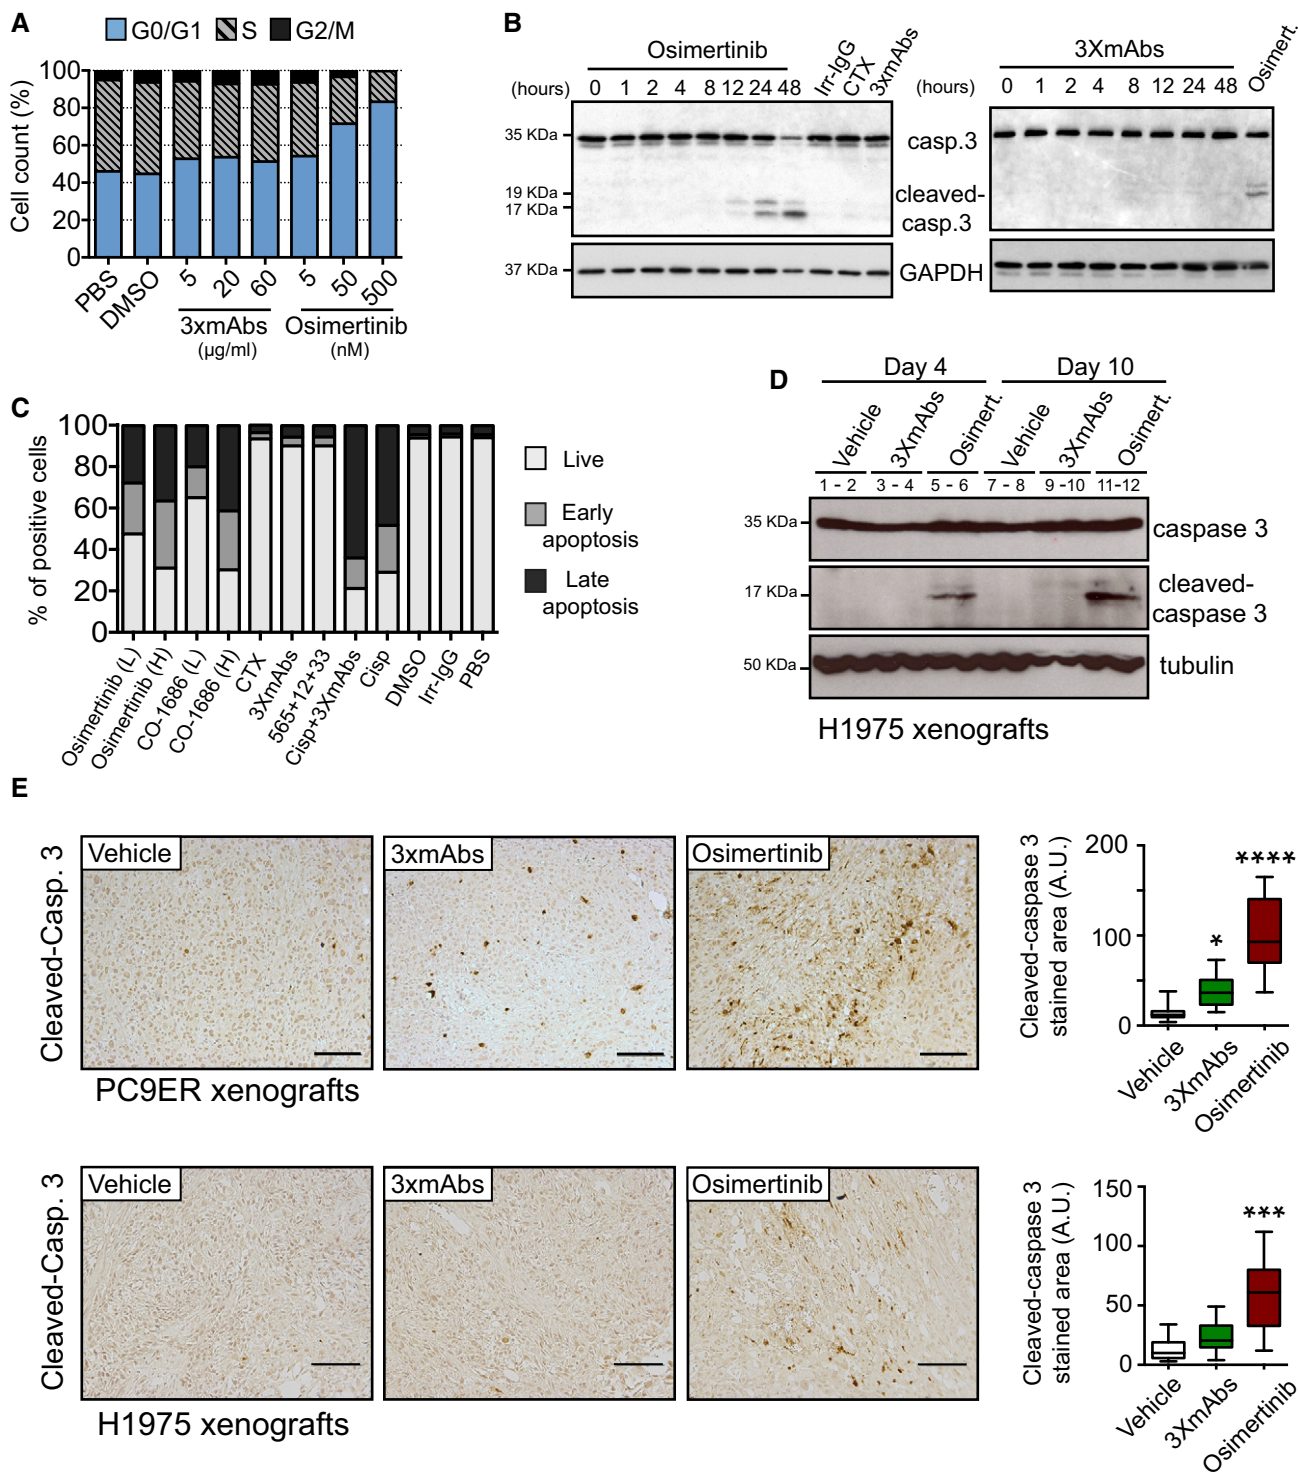 A
G0/G1 S G2/M
Cell count (%)
100
80
60
40
20
0
PBS
DMSO
5
20
60
5
50
500
3xmAbs
(µg/ml)
Osimertinib
(nM)
B
Osimertinib
Irr-IgG
CTX
3xmAbs
(hours) 0 1 2 4 8 12 24 48
35 KDa
19 KDa
17 KDa
37 KDa
casp.3
cleaved-
casp.3
GAPDH
3XmAbs
Osimert.
(hours) 0 1 2 4 8 12 24 48
C
% of positive cells
100
80
60
40
20
0
Osimertinib (L)
Osimertinib (H)
CO-1686 (L)
CO-1686 (H)
CTX
3XmAbs
565+12+33
Cisp+3XmAbs
Cisp
DMSO
Irr-IgG
PBS
Live
Early
apoptosis
Late
apoptosis
D
Day 4 Day 10
Vehicle
3XmAbs
Osimert.
Vehicle
3XmAbs
Osimert.
1 - 2 3 - 4 5 - 6 7 - 8 9 -10 11-12
35 KDa
caspase 3
17 KDa
cleaved-
caspase 3
50 KDa
tubulin
H1975 xenografts
E
Cleaved-Casp. 3
Vehicle
3xmAbs
Osimertinib
PC9ER xenografts
Cleaved-caspase 3
stained area (A.U.)
200
100
0
*
****
Vehicle
3XmAbs
Osimertinib
Cleaved-Casp. 3
Vehicle
3xmAbs
Osimertinib
H1975 xenografts
Cleaved-caspase 3
stained area (A.U.)
150
100
50
0
***
Vehicle
3XmAbs
Osimertinib